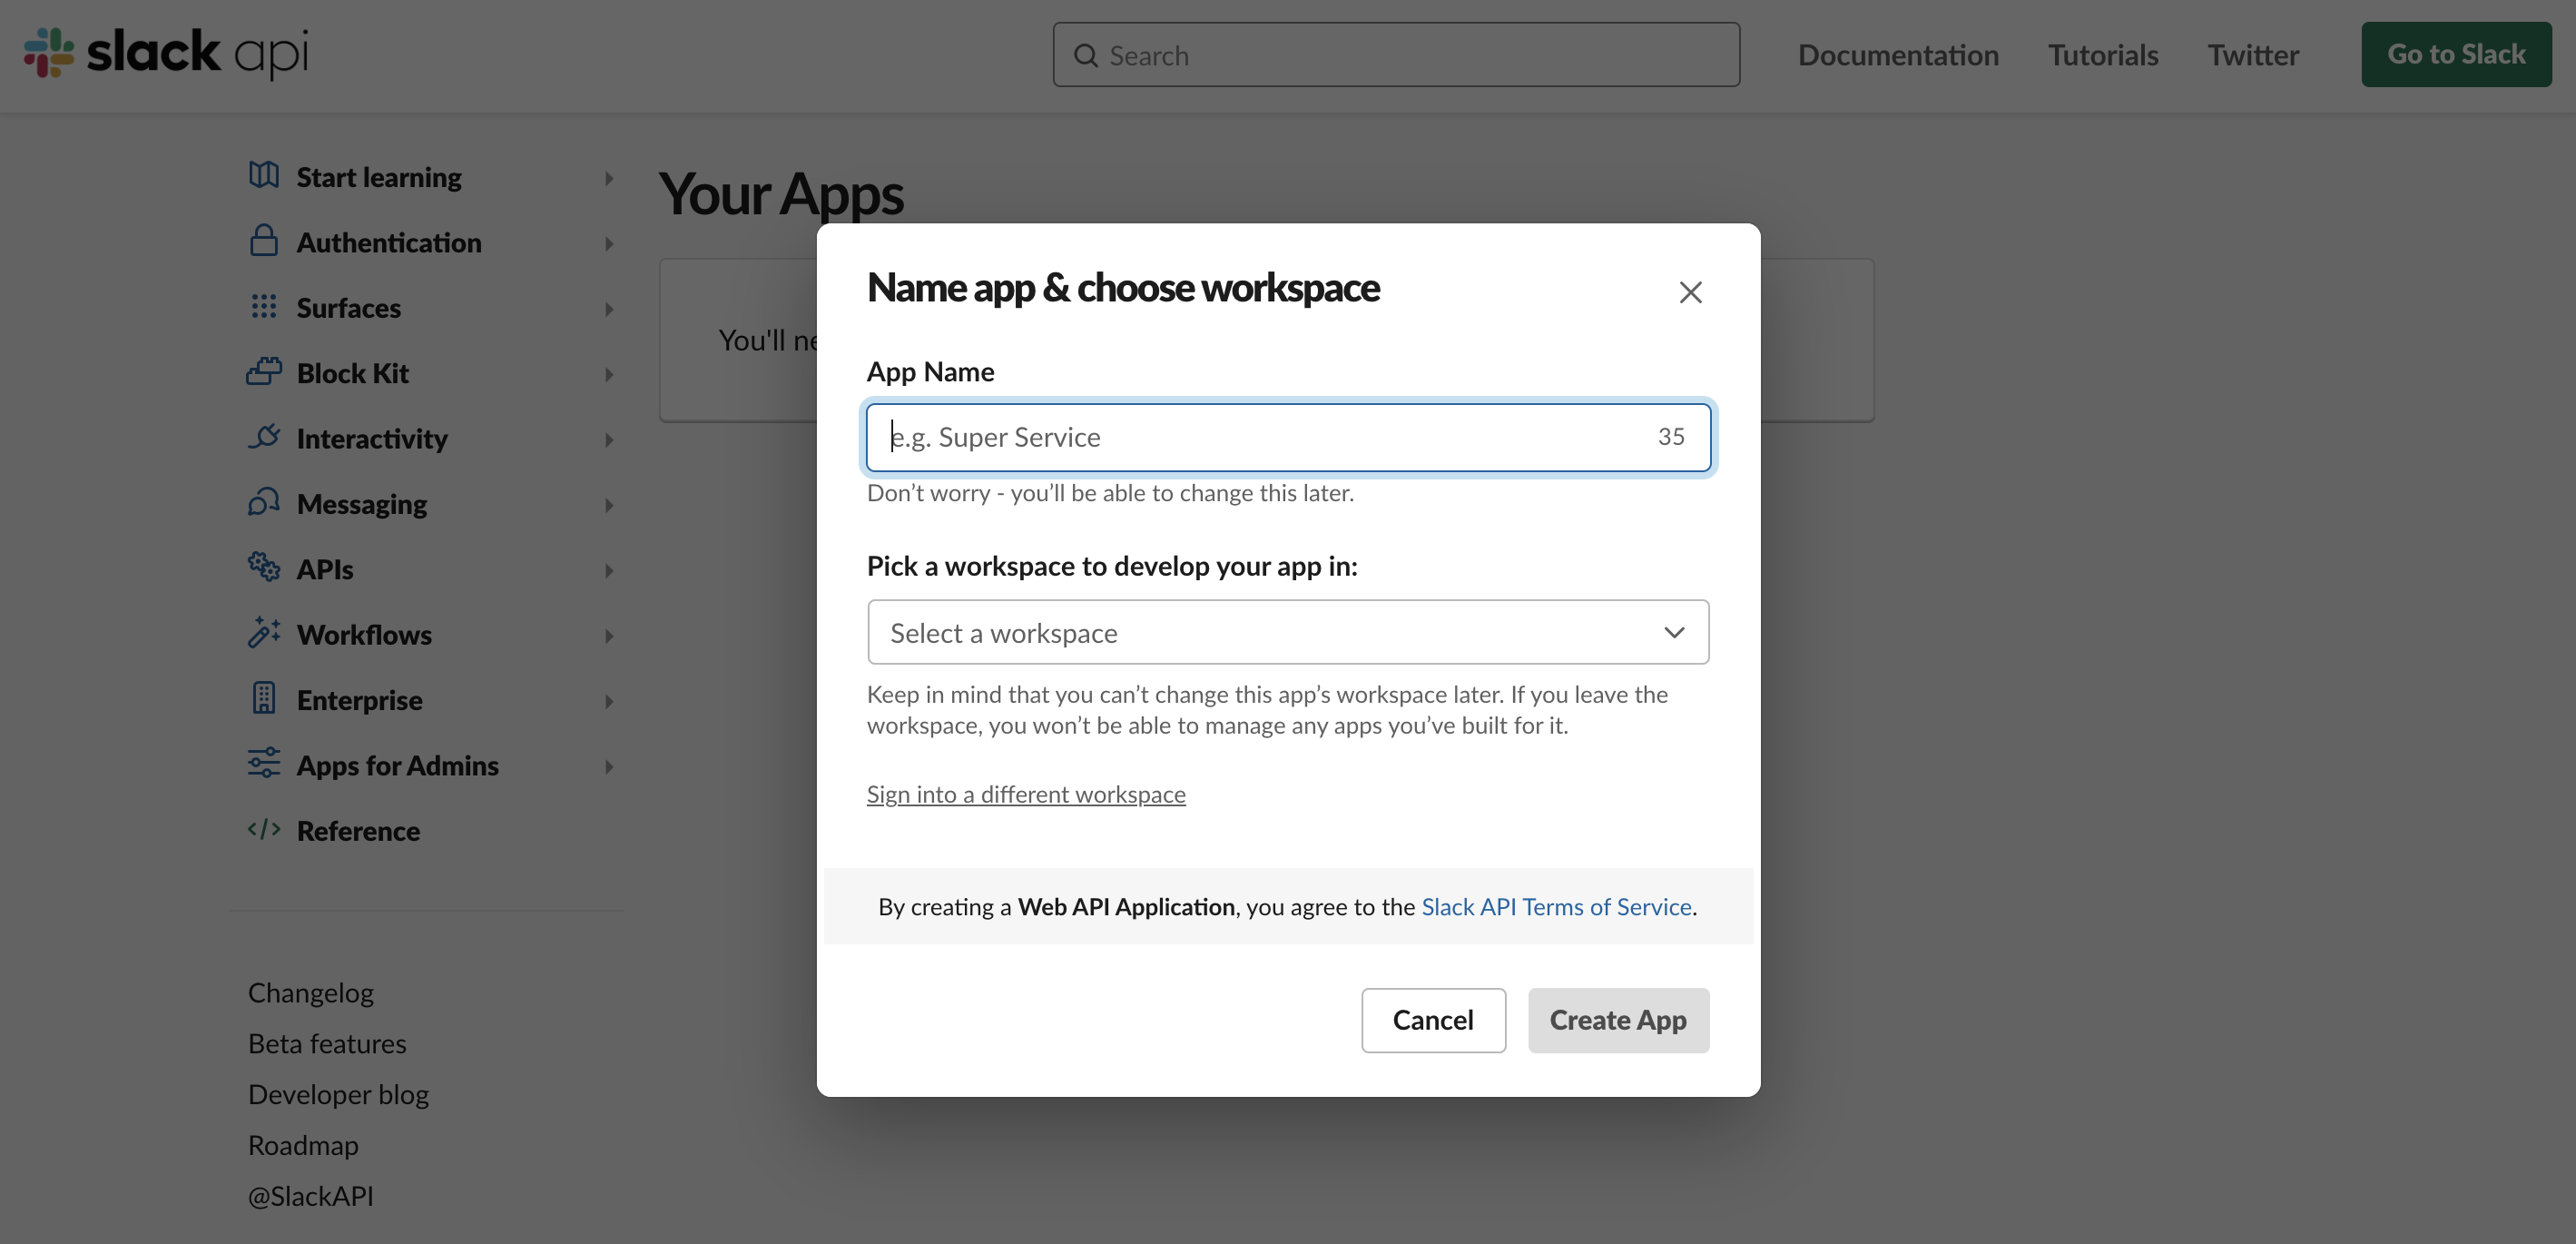 slack api
Search
Documentation
Tutorials
Twitter
Go to Slack
Start learning
Authentication
Surfaces
Block Kit
Interactivity
Messaging
APIs
Workflows
Enterprise
Apps for Admins
Reference
Changelog
Beta features
Developer blog
Roadmap
@SlackAPI
Your Apps
You'll
Name app & choose workspace
App Name
e.g. Super Service
35
Don’t worry - you’ll be able to change this later.
Pick a workspace to develop your app in:
Select a workspace
Keep in mind that you can’t change this app’s workspace later. If you leave the
workspace, you won’t be able to manage any apps you’ve built for it.
Sign into a different workspace
By creating a Web API Application, you agree to the Slack API Terms of Service.
Cancel
Create App